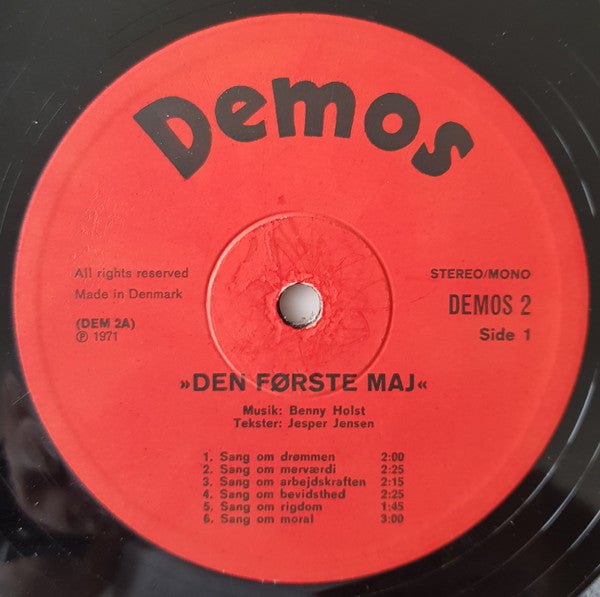 Demos
All rights reserved
Made in Denmark
(DEM 2A)
℗ 1971
STEREO/MONO
DEMOS 2
Side 1
»DEN FØRSTE MAJ«
Musik: Benny Holst
Tekster: Jesper Jensen
1. Sang om drømmen 2:00
2. Sang om merværdi 2:25
3. Sang om arbejdskraften 2:15
4. Sang om bevidsthed 2:25
5. Sang om rigdom 1:45
6. Sang om moral 3:00